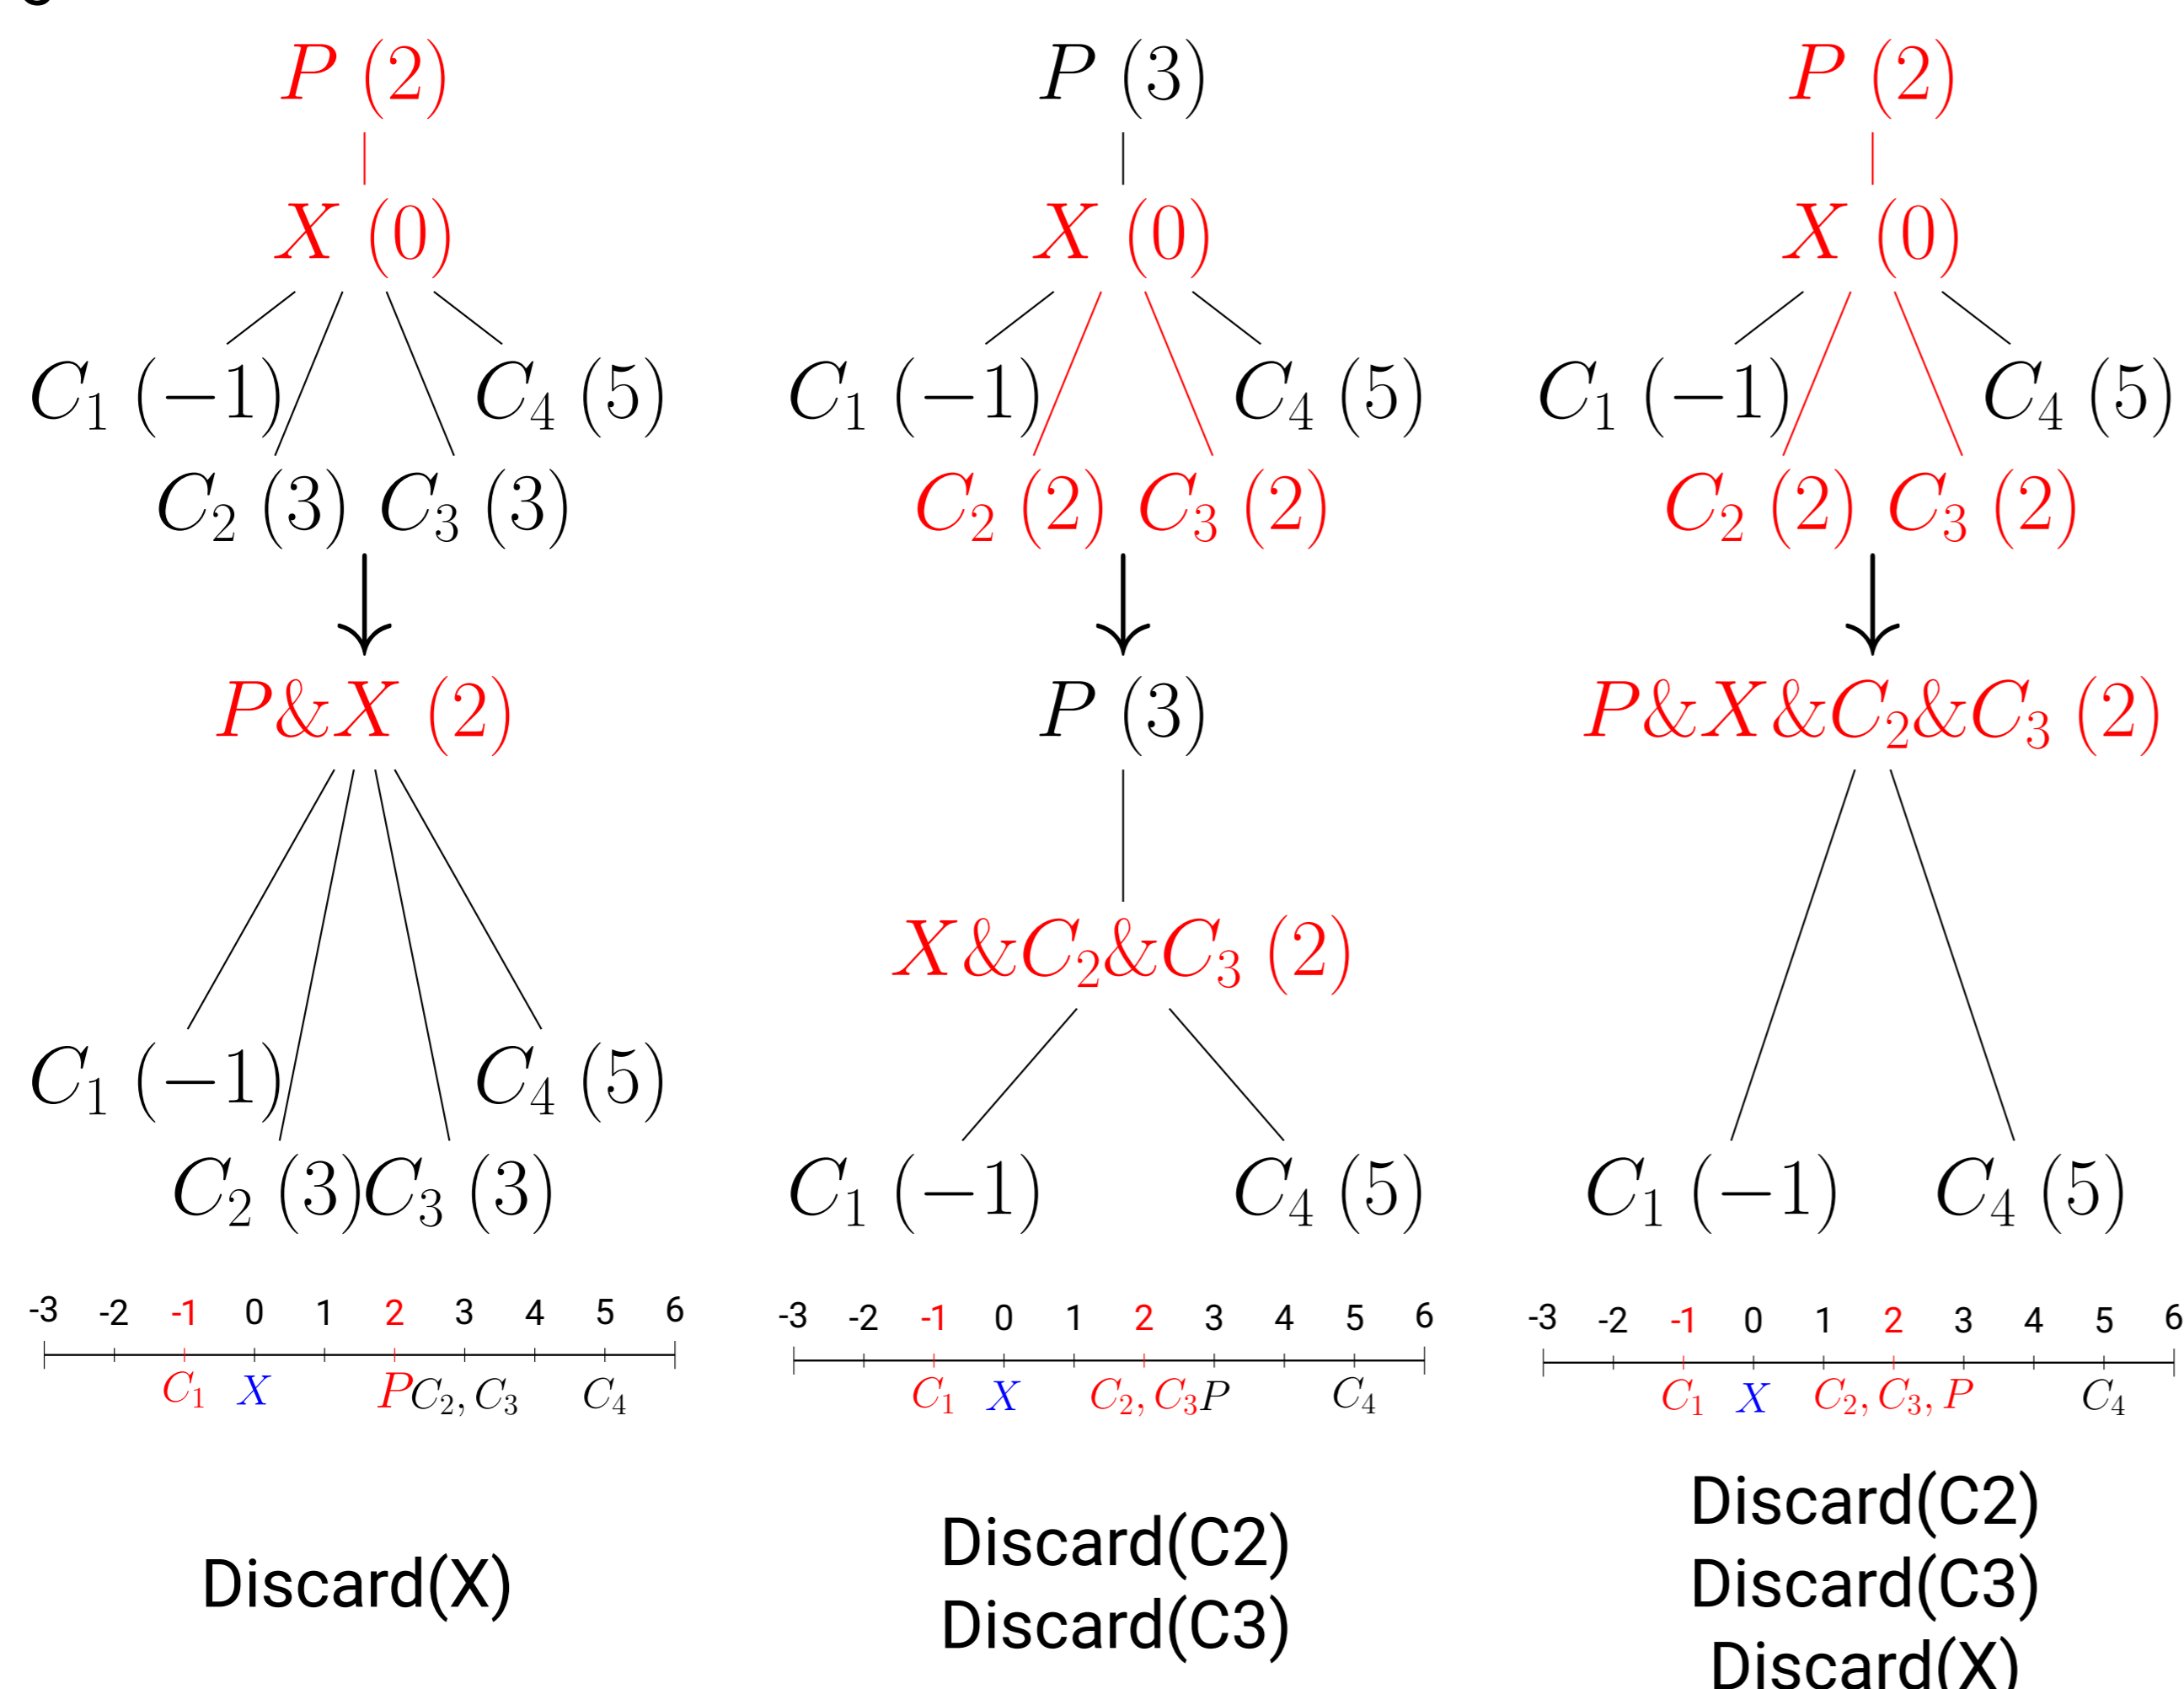 P (2)
X (0)
C₁ (−1)
C₄ (5)
C₂ (3) C₃ (3)
P&X (2)
C₁ (−1)
C₄ (5)
C₂ (3) C₃ (3)
-3 -2 -1 0 1 2 3 4 5 6
C₁ X P C₂, C₃ C₄
Discard(X)
P (3)
X (0)
C₁ (−1)
C₄ (5)
C₂ (2) C₃ (2)
P (3)
X&C₂&C₃ (2)
C₁ (−1) C₄ (5)
-3 -2 -1 0 1 2 3 4 5 6
C₁ X C₂, C₃ P C₄
Discard(C2)
Discard(C3)
P (2)
X (0)
C₁ (−1)
C₄ (5)
C₂ (2) C₃ (2)
P&X&C₂&C₃ (2)
C₁ (−1) C₄ (5)
-3 -2 -1 0 1 2 3 4 5 6
C₁ X C₂, C₃, P C₄
Discard(C2)
Discard(C3)
Discard(X)